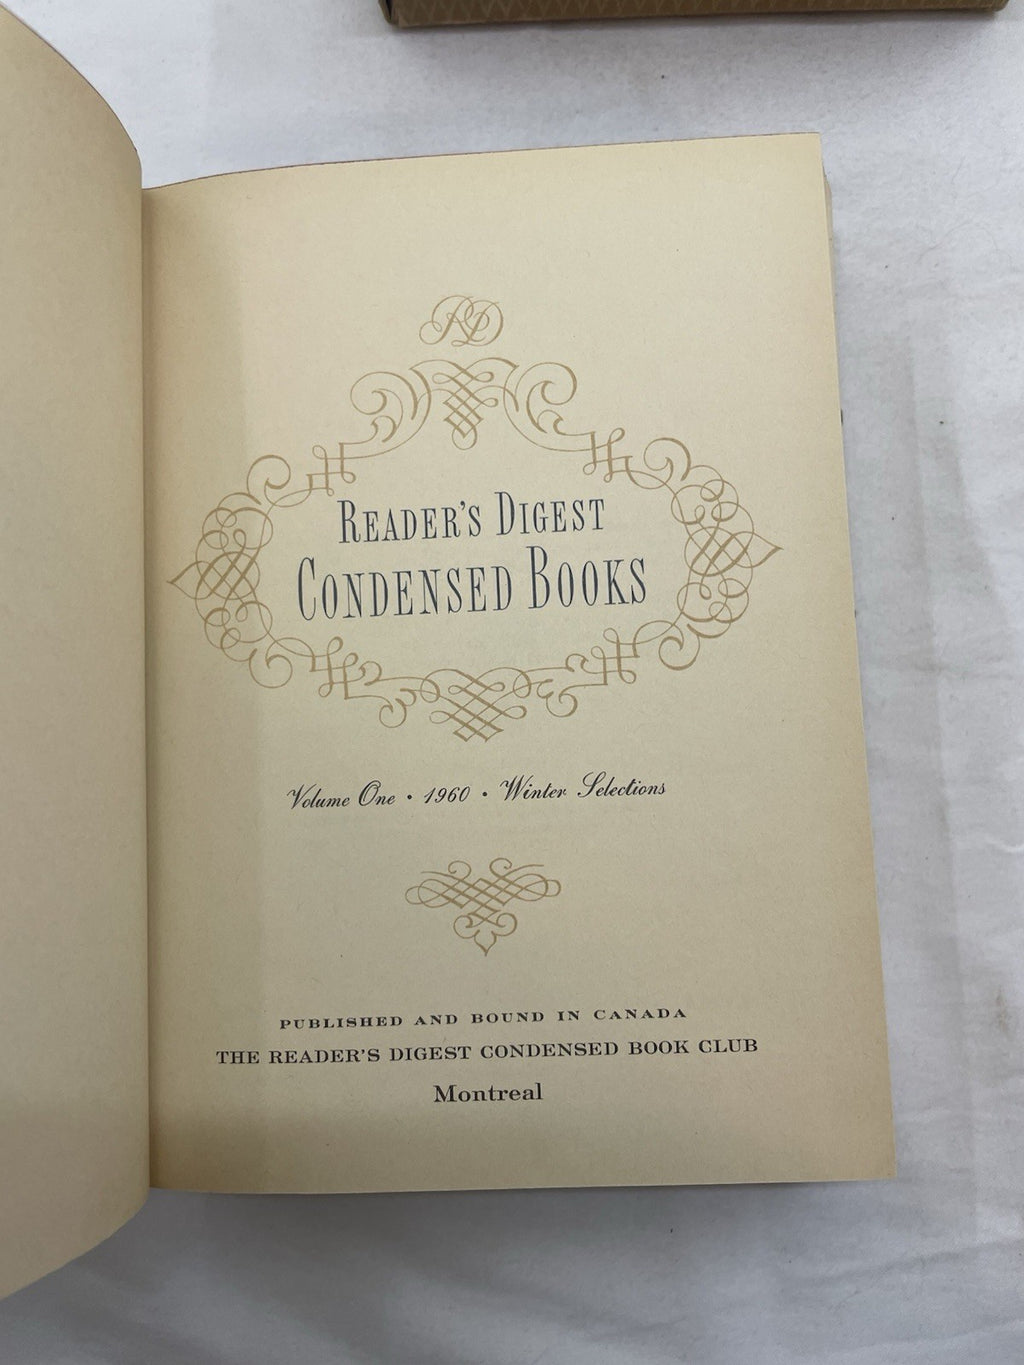 RD
READER'S DIGEST
CONDENSED BOOKS
Volume One • 1960 • Winter Selections
PUBLISHED AND BOUND IN CANADA
THE READER'S DIGEST CONDENSED BOOK CLUB
Montreal